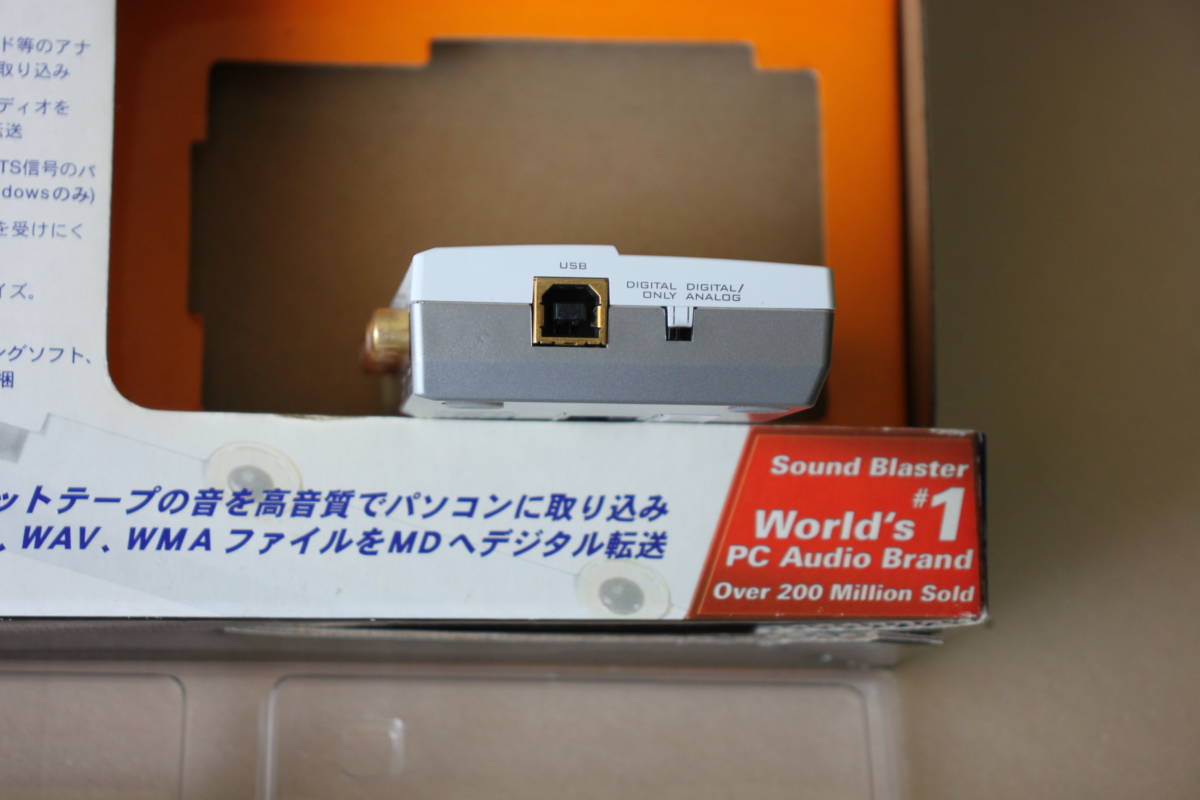 ド等のアナ
取り込み
ディオを
転送
TS信号のパ
dowsのみ)
を受けにく
イズ。
ングソフト、
梱
USB
DIGITAL ONLY
DIGITAL/ ANALOG
ットテープの音を高音質でパソコンに取り込み
、WAV、WMAファイルをMDへデジタル転送
Sound Blaster
#1
World's
PC Audio Brand
Over 200 Million Sold